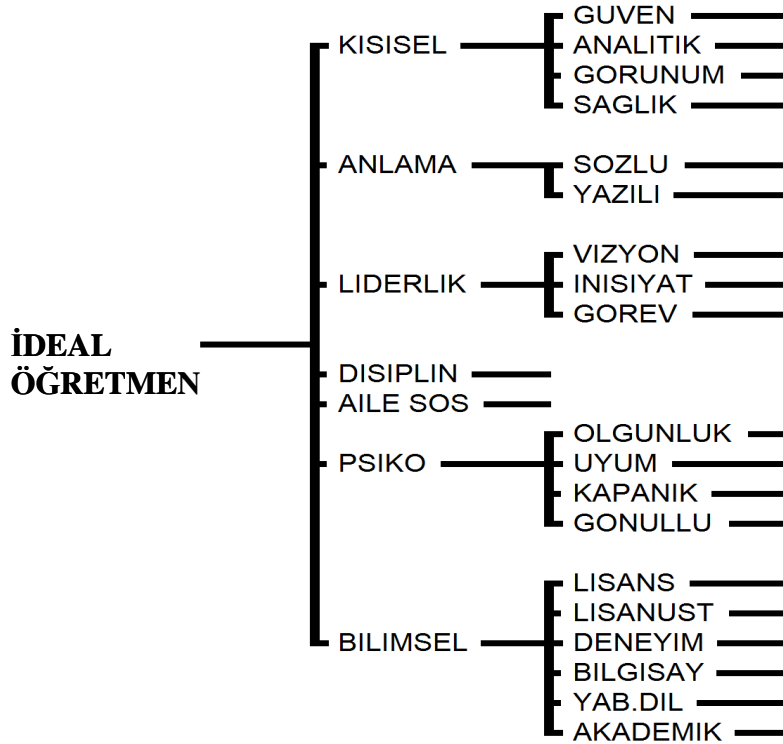 GUVEN
KISISEL
ANALITIK
GORUNUM
SAGLIK
ANLAMA
SOZLU
YAZILI
VIZYON
LIDERLIK
INISIYAT
GOREV
İDEAL
ÖĞRETMEN
DISIPLIN
AILE SOS
OLGUNLUK
PSIKO
UYUM
KAPANIK
GONULLU
LISANS
LISANUST
BILIMSEL
DENEYIM
BILGISAY
YAB.DIL
AKADEMIK